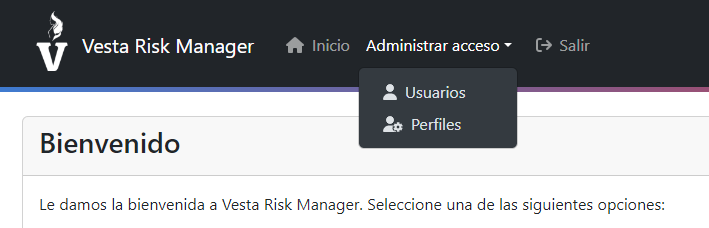 V Vesta Risk Manager Inicio Administrar acceso Salir
Usuarios
Perfiles
Bienvenido
Le damos la bienvenida a Vesta Risk Manager. Seleccione una de las siguientes opciones: